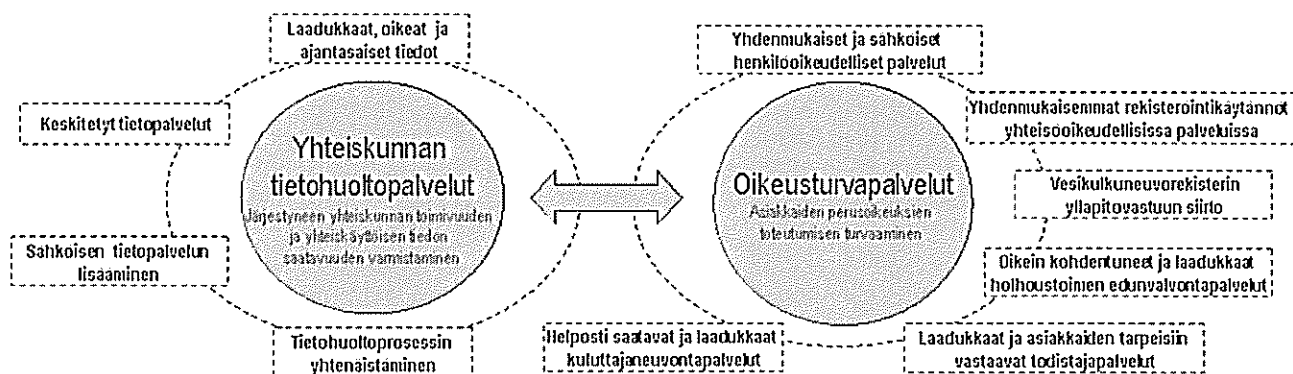 Laadukkaat, oikeat ja
ajantasaiset tiedot
Keskitetyt tietopalvelut
Yhteiskunnan
tietohuoltopalvelut
Järjestyneen yhteiskunnan toimivuuden
ja yhteiskäyttöisen tiedon
saatavuuden varmistaminen
Sähköisen tietopalvelun
lisääminen
Tietohuoltoprosessin
yhtenäistäminen
Yhdenmukaiset ja sähköiset
henkilöoikeudelliset palvelut
Yhdenmukaisemmat rekisteröintikäytännöt
yhteisöoikeudellisissa palveluissa
Oikeusturvapalvelut
Asiakkaiden perusoikeuksien
toteutumisen turvaaminen
Vesikulkuneuvorekisterin
ylläpitovastuun siirto
Oikein kohdentuneet ja laadukkaat
holhoustoimen edunvalvontapalvelut
Helposti saatavat ja laadukkaat
kuluttajaneuvontapalvelut
Laadukkaat ja asiakkaiden tarpeisiin
vastaavat todistajapalvelut